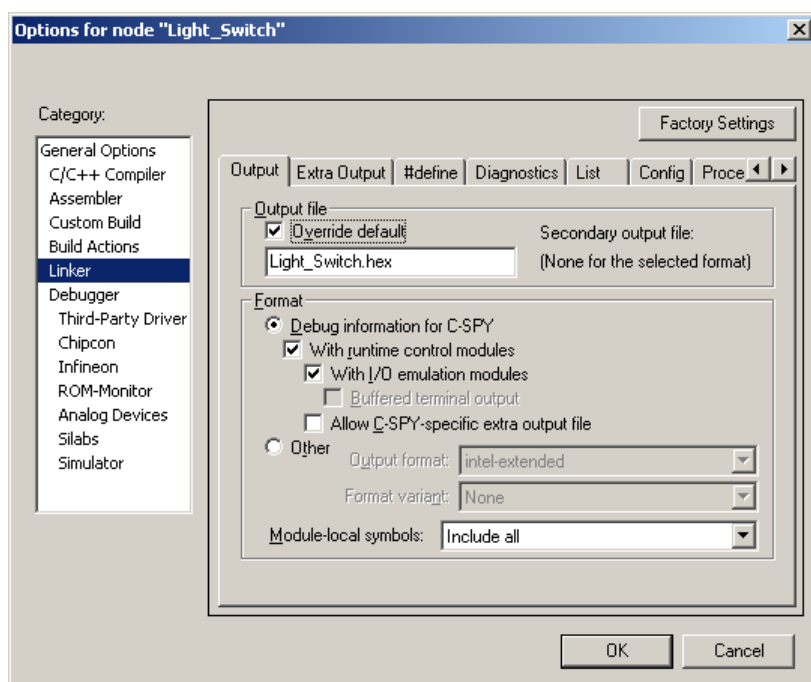 Options for node "Light_Switch"
Category:
General Options
C/C++ Compiler
Assembler
Custom Build
Build Actions
Linker
Debugger
Third-Party Driver
Chipcon
Infineon
ROM-Monitor
Analog Devices
Silabs
Simulator
Factory Settings
Output Extra Output #define Diagnostics List Config Proce
Output file
Override default
Light_Switch.hex
Secondary output file:
(None for the selected format)
Format
Debug information for C-SPY
With runtime control modules
With I/O emulation modules
Buffered terminal output
Allow C-SPY-specific extra output file
Other
Output format: intel-extended
Format variant: None
Module-local symbols: Include all
OK Cancel